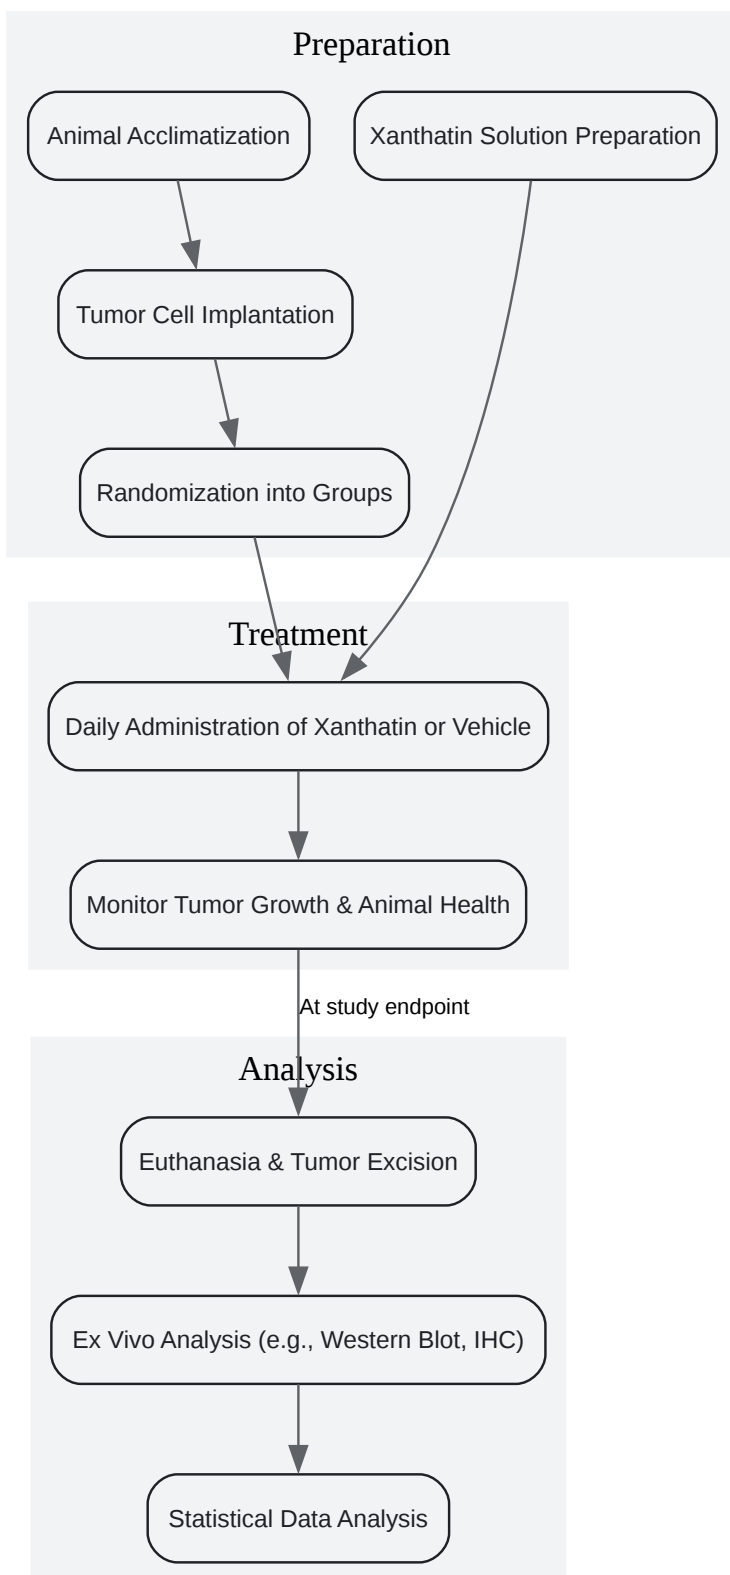 Preparation
Animal Acclimatization
Xanthatin Solution Preparation
Tumor Cell Implantation
Randomization into Groups
Treatment
Daily Administration of Xanthatin or Vehicle
Monitor Tumor Growth & Animal Health
At study endpoint
Analysis
Euthanasia & Tumor Excision
Ex Vivo Analysis (e.g., Western Blot, IHC)
Statistical Data Analysis